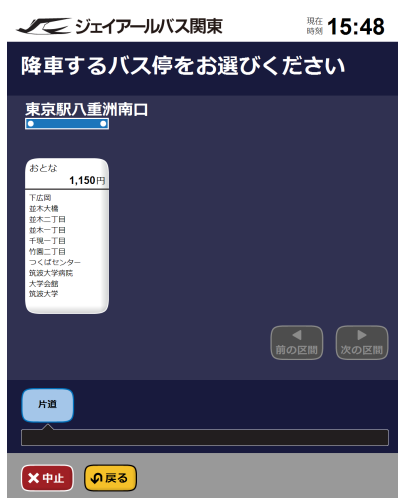 ジェイアールバス関東
現在時刻 15:48
降車するバス停をお選びください
東京駅八重洲南口
おとな
1,150円
下広岡
並木大橋
並木二丁目
並木一丁目
千現一丁目
竹園二丁目
つくばセンター
筑波大学病院
大学会館
筑波大学
前の区間 次の区間
片道
中止 戻る